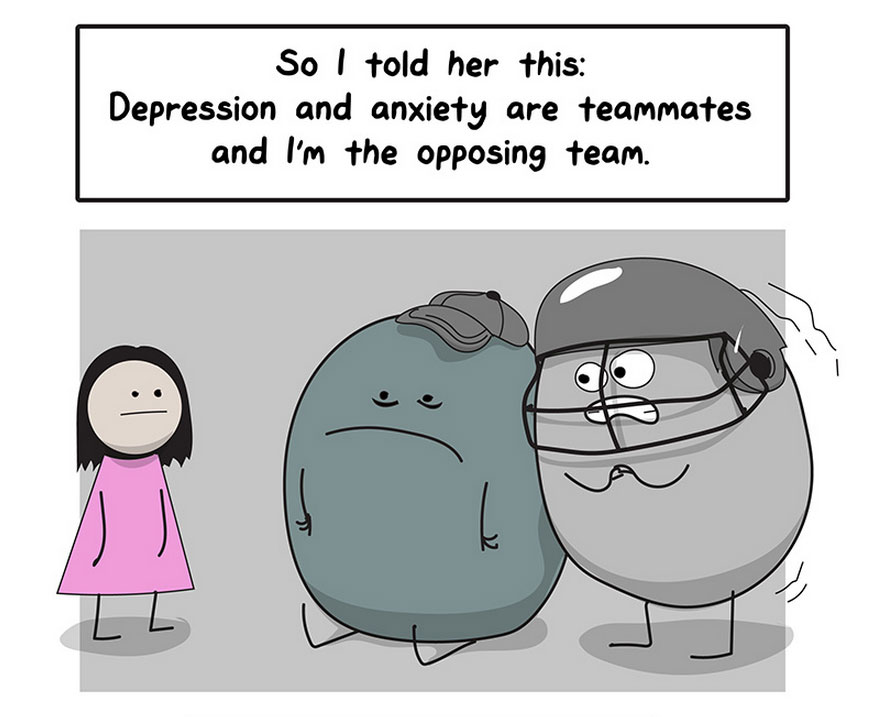 So I told her this:
Depression and anxiety are teammates
and I'm the opposing team.